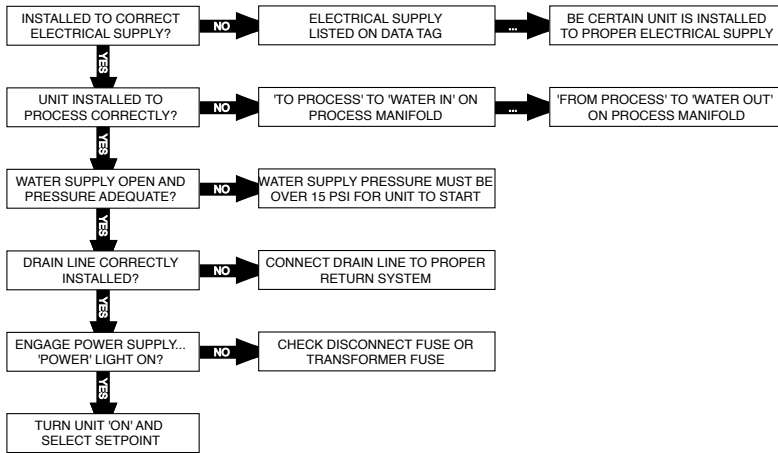 INSTALLED TO CORRECT
ELECTRICAL SUPPLY?
NO
ELECTRICAL SUPPLY
LISTED ON DATA TAG
...
BE CERTAIN UNIT IS INSTALLED
TO PROPER ELECTRICAL SUPPLY
YES
UNIT INSTALLED TO
PROCESS CORRECTLY?
NO
'TO PROCESS' TO 'WATER IN' ON
PROCESS MANIFOLD
...
'FROM PROCESS' TO 'WATER OUT'
ON PROCESS MANIFOLD
YES
WATER SUPPLY OPEN AND
PRESSURE ADEQUATE?
NO
WATER SUPPLY PRESSURE MUST BE
OVER 15 PSI FOR UNIT TO START
YES
DRAIN LINE CORRECTLY
INSTALLED?
NO
CONNECT DRAIN LINE TO PROPER
RETURN SYSTEM
YES
ENGAGE POWER SUPPLY...
'POWER' LIGHT ON?
NO
CHECK DISCONNECT FUSE OR
TRANSFORMER FUSE
YES
TURN UNIT 'ON' AND
SELECT SETPOINT